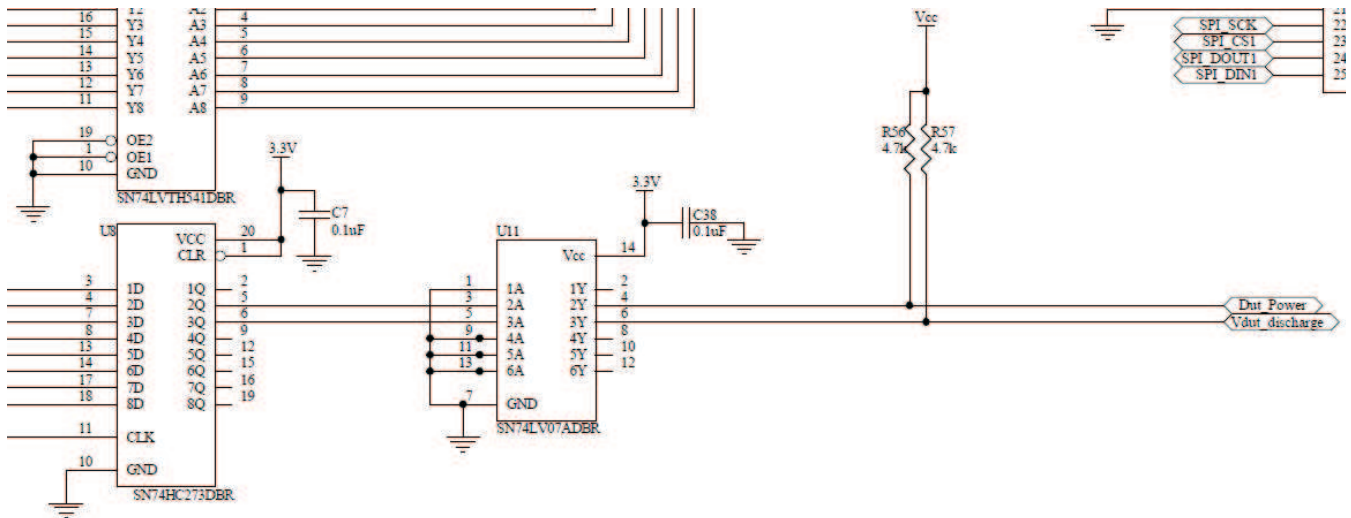 Y2 A2
16 Y3 A3 4
15 Y4 A4 5
14 Y5 A5 6
13 Y6 A6 7
12 Y7 A7 8
11 Y8 A8 9
19 OE2
1 OE1
10 GND
SN74LVTH541DBR
3.3V
C7
0.1uF
U8
VCC 20
CLR 1
3 1D 1Q 2
4 2D 2Q 5
7 3D 3Q 6
8 4D 4Q 9
13 5D 5Q 12
14 6D 6Q 15
17 7D 7Q 16
18 8D 8Q 19
11 CLK
10 GND
SN74HC273DBR
3.3V
C38
0.1uF
U11
Vcc 14
1 1A 1Y 2
3 2A 2Y 4
5 3A 3Y 6
9 4A 4Y 8
11 5A 5Y 10
13 6A 6Y 12
7 GND
SN74LV07ADBR
Vcc
R56 R57
4.7k 4.7k
21
SPI_SCK 22
SPI_CS1 23
SPI_DOUT1 24
SPI_DIN1 25
Dut_Power
Vdut_discharge